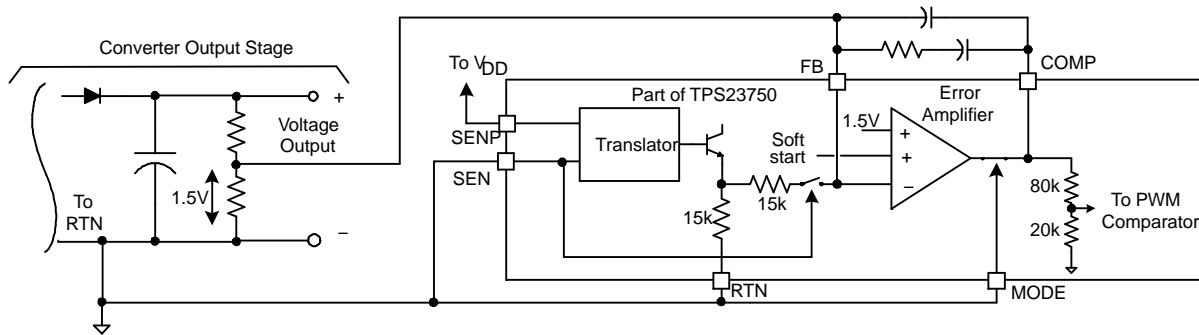 Converter Output Stage
To VDD
FB
COMP
Part of TPS23750
Error
Amplifier
+
Voltage
Output
SENP
Translator
1.5V
+
Soft
start
+
SEN
−
1.5V
To
RTN
15k
15k
80k
20k
To PWM
Comparator
−
RTN
MODE